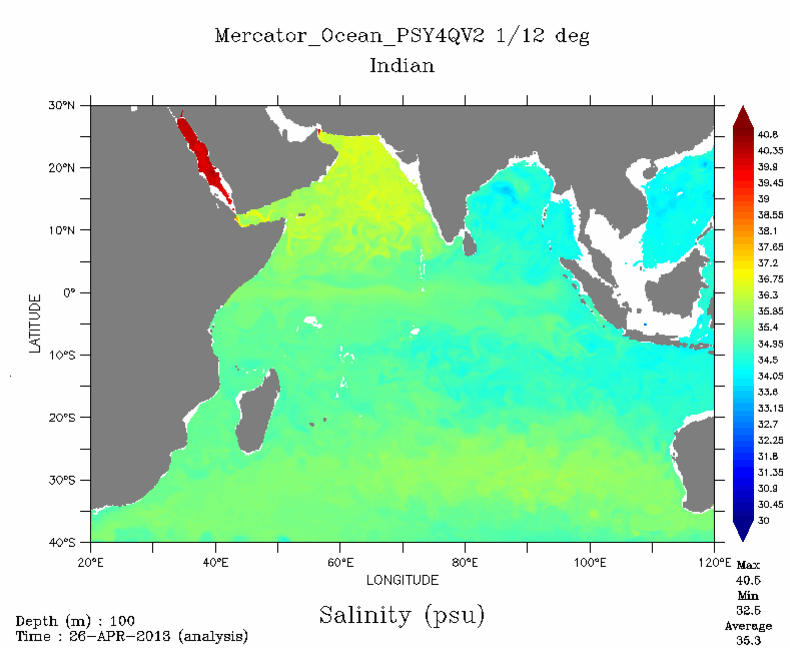 Mercator_Ocean_PSY4QV2 1/12 deg
Indian
30°N
20°N
10°N
0°
10°S
20°S
30°S
40°S
LATITUDE
20°E 40°E 60°E 80°E 100°E 120°E
LONGITUDE
40.8
40.35
39.9
39.45
39
38.55
38.1
37.65
37.2
36.75
36.3
35.85
35.4
34.95
34.5
34.05
33.6
33.15
32.7
32.25
31.8
31.35
30.9
30.45
30
Max
40.5
Min
32.6
Average
35.3
Salinity (psu)
Depth (m) : 100
Time : 26-APR-2013 (analysis)